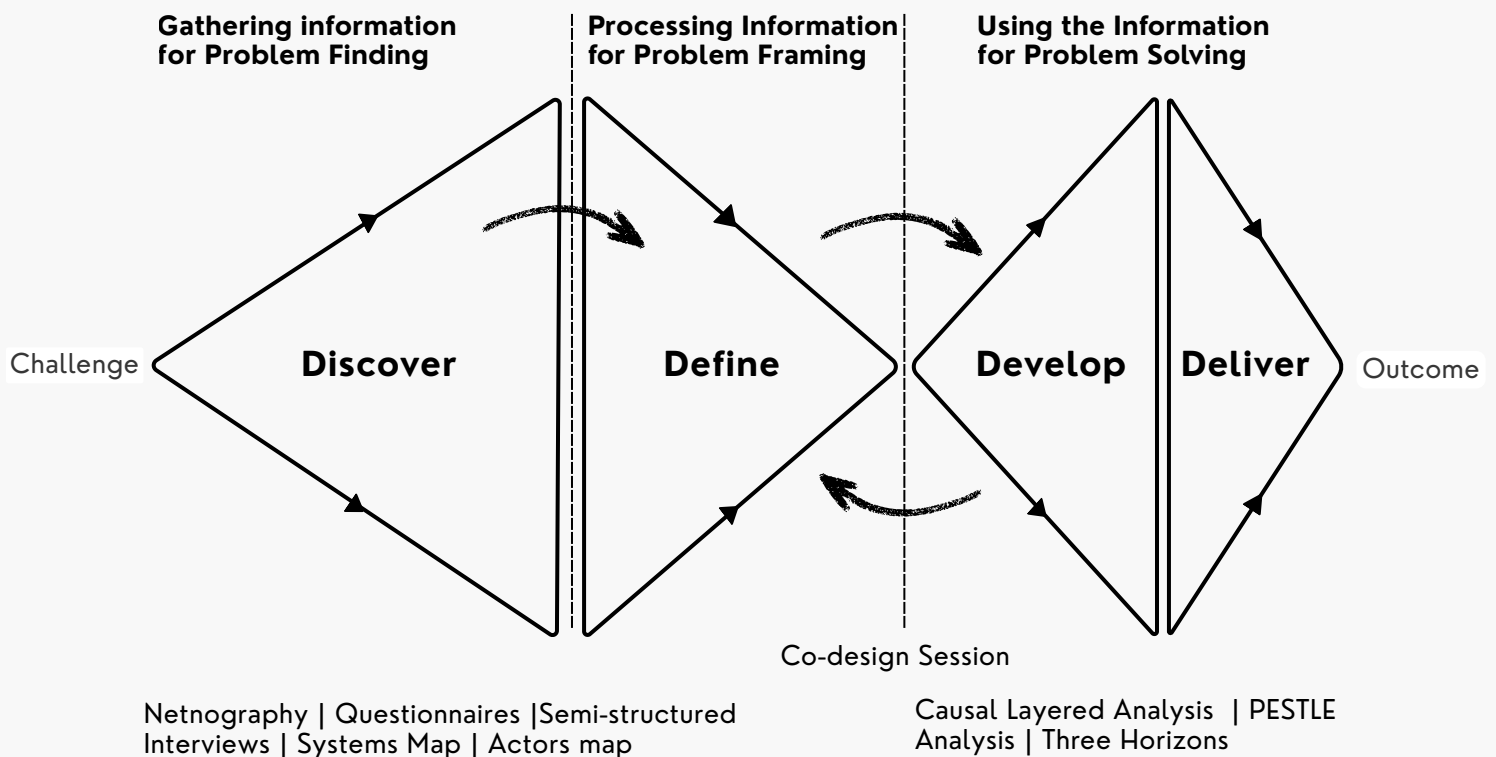 Gathering information
for Problem Finding
Processing Information
for Problem Framing
Using the Information
for Problem Solving
Challenge
Discover
Define
Develop
Deliver
Outcome
Co-design Session
Netnography | Questionnaires |Semi-structured
Interviews | Systems Map | Actors map
Causal Layered Analysis | PESTLE
Analysis | Three Horizons